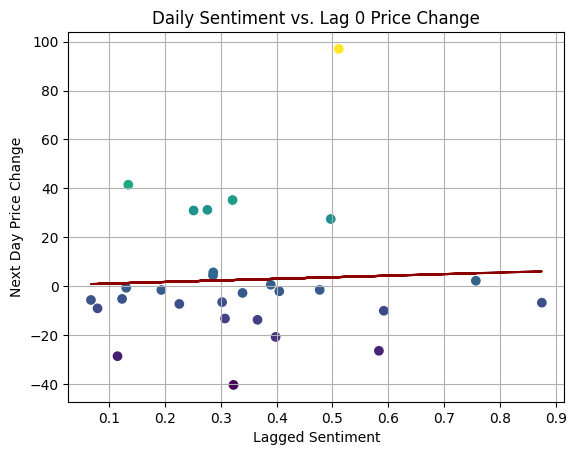 Daily Sentiment vs. Lag 0 Price Change
Next Day Price Change
100
80
60
40
20
0
−20
−40
0.1 0.2 0.3 0.4 0.5 0.6 0.7 0.8 0.9
Lagged Sentiment